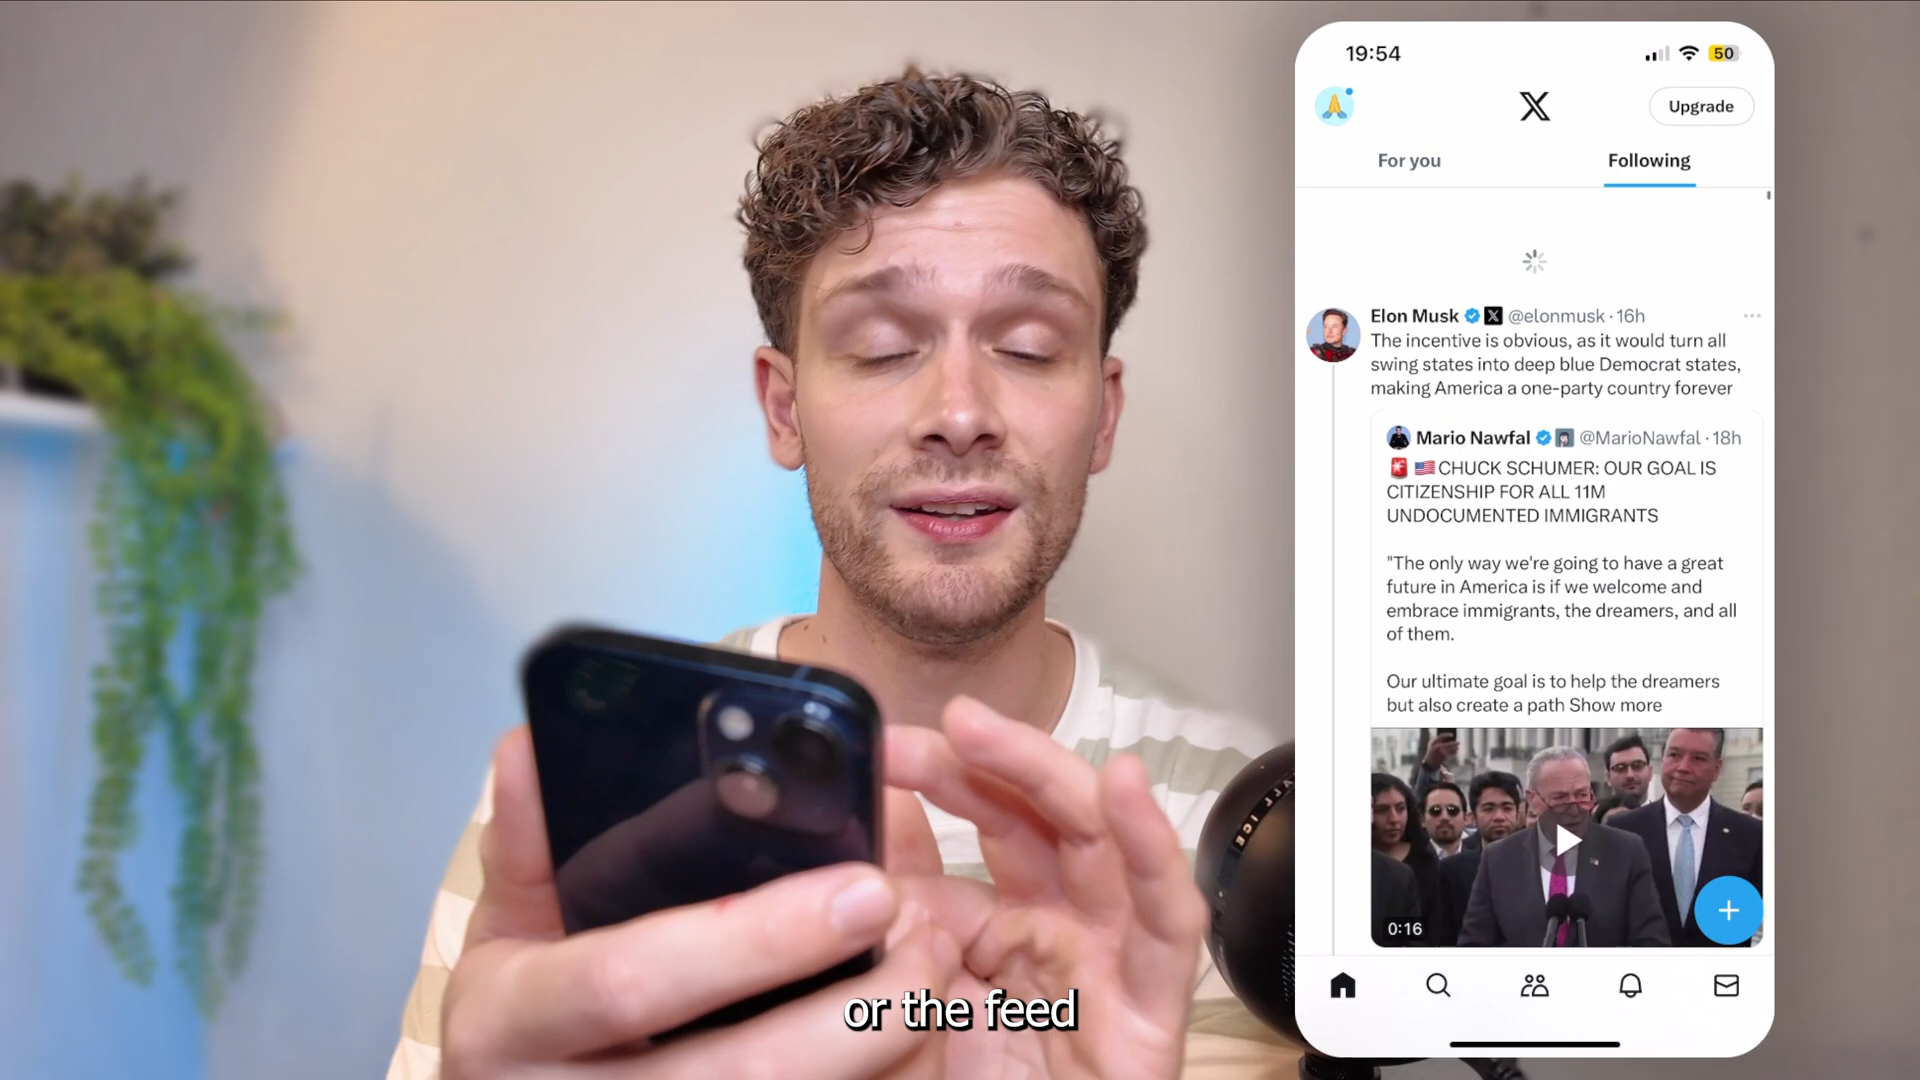 19:54
50
Upgrade
For you
Following
Elon Musk @elonmusk · 16h
The incentive is obvious, as it would turn all
swing states into deep blue Democrat states,
making America a one-party country forever
Mario Nawfal @MarioNawfal · 18h
🚨 🇺🇸CHUCK SCHUMER: OUR GOAL IS
CITIZENSHIP FOR ALL 11M
UNDOCUMENTED IMMIGRANTS
"The only way we're going to have a great
future in America is if we welcome and
embrace immigrants, the dreamers, and all
of them.
Our ultimate goal is to help the dreamers
but also create a path Show more
0:16
ICE
or the feed